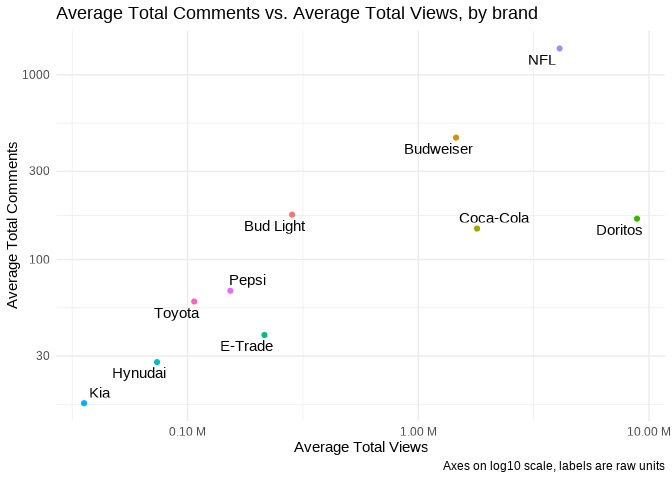 Average Total Comments vs. Average Total Views, by brand
Average Total Comments
1000
300
100
30
NFL
Budweiser
Bud Light
Coca-Cola
Doritos
Pepsi
Toyota
E-Trade
Hynudai
Kia
0.10 M
1.00 M
10.00 M
Average Total Views
Axes on log10 scale, labels are raw units